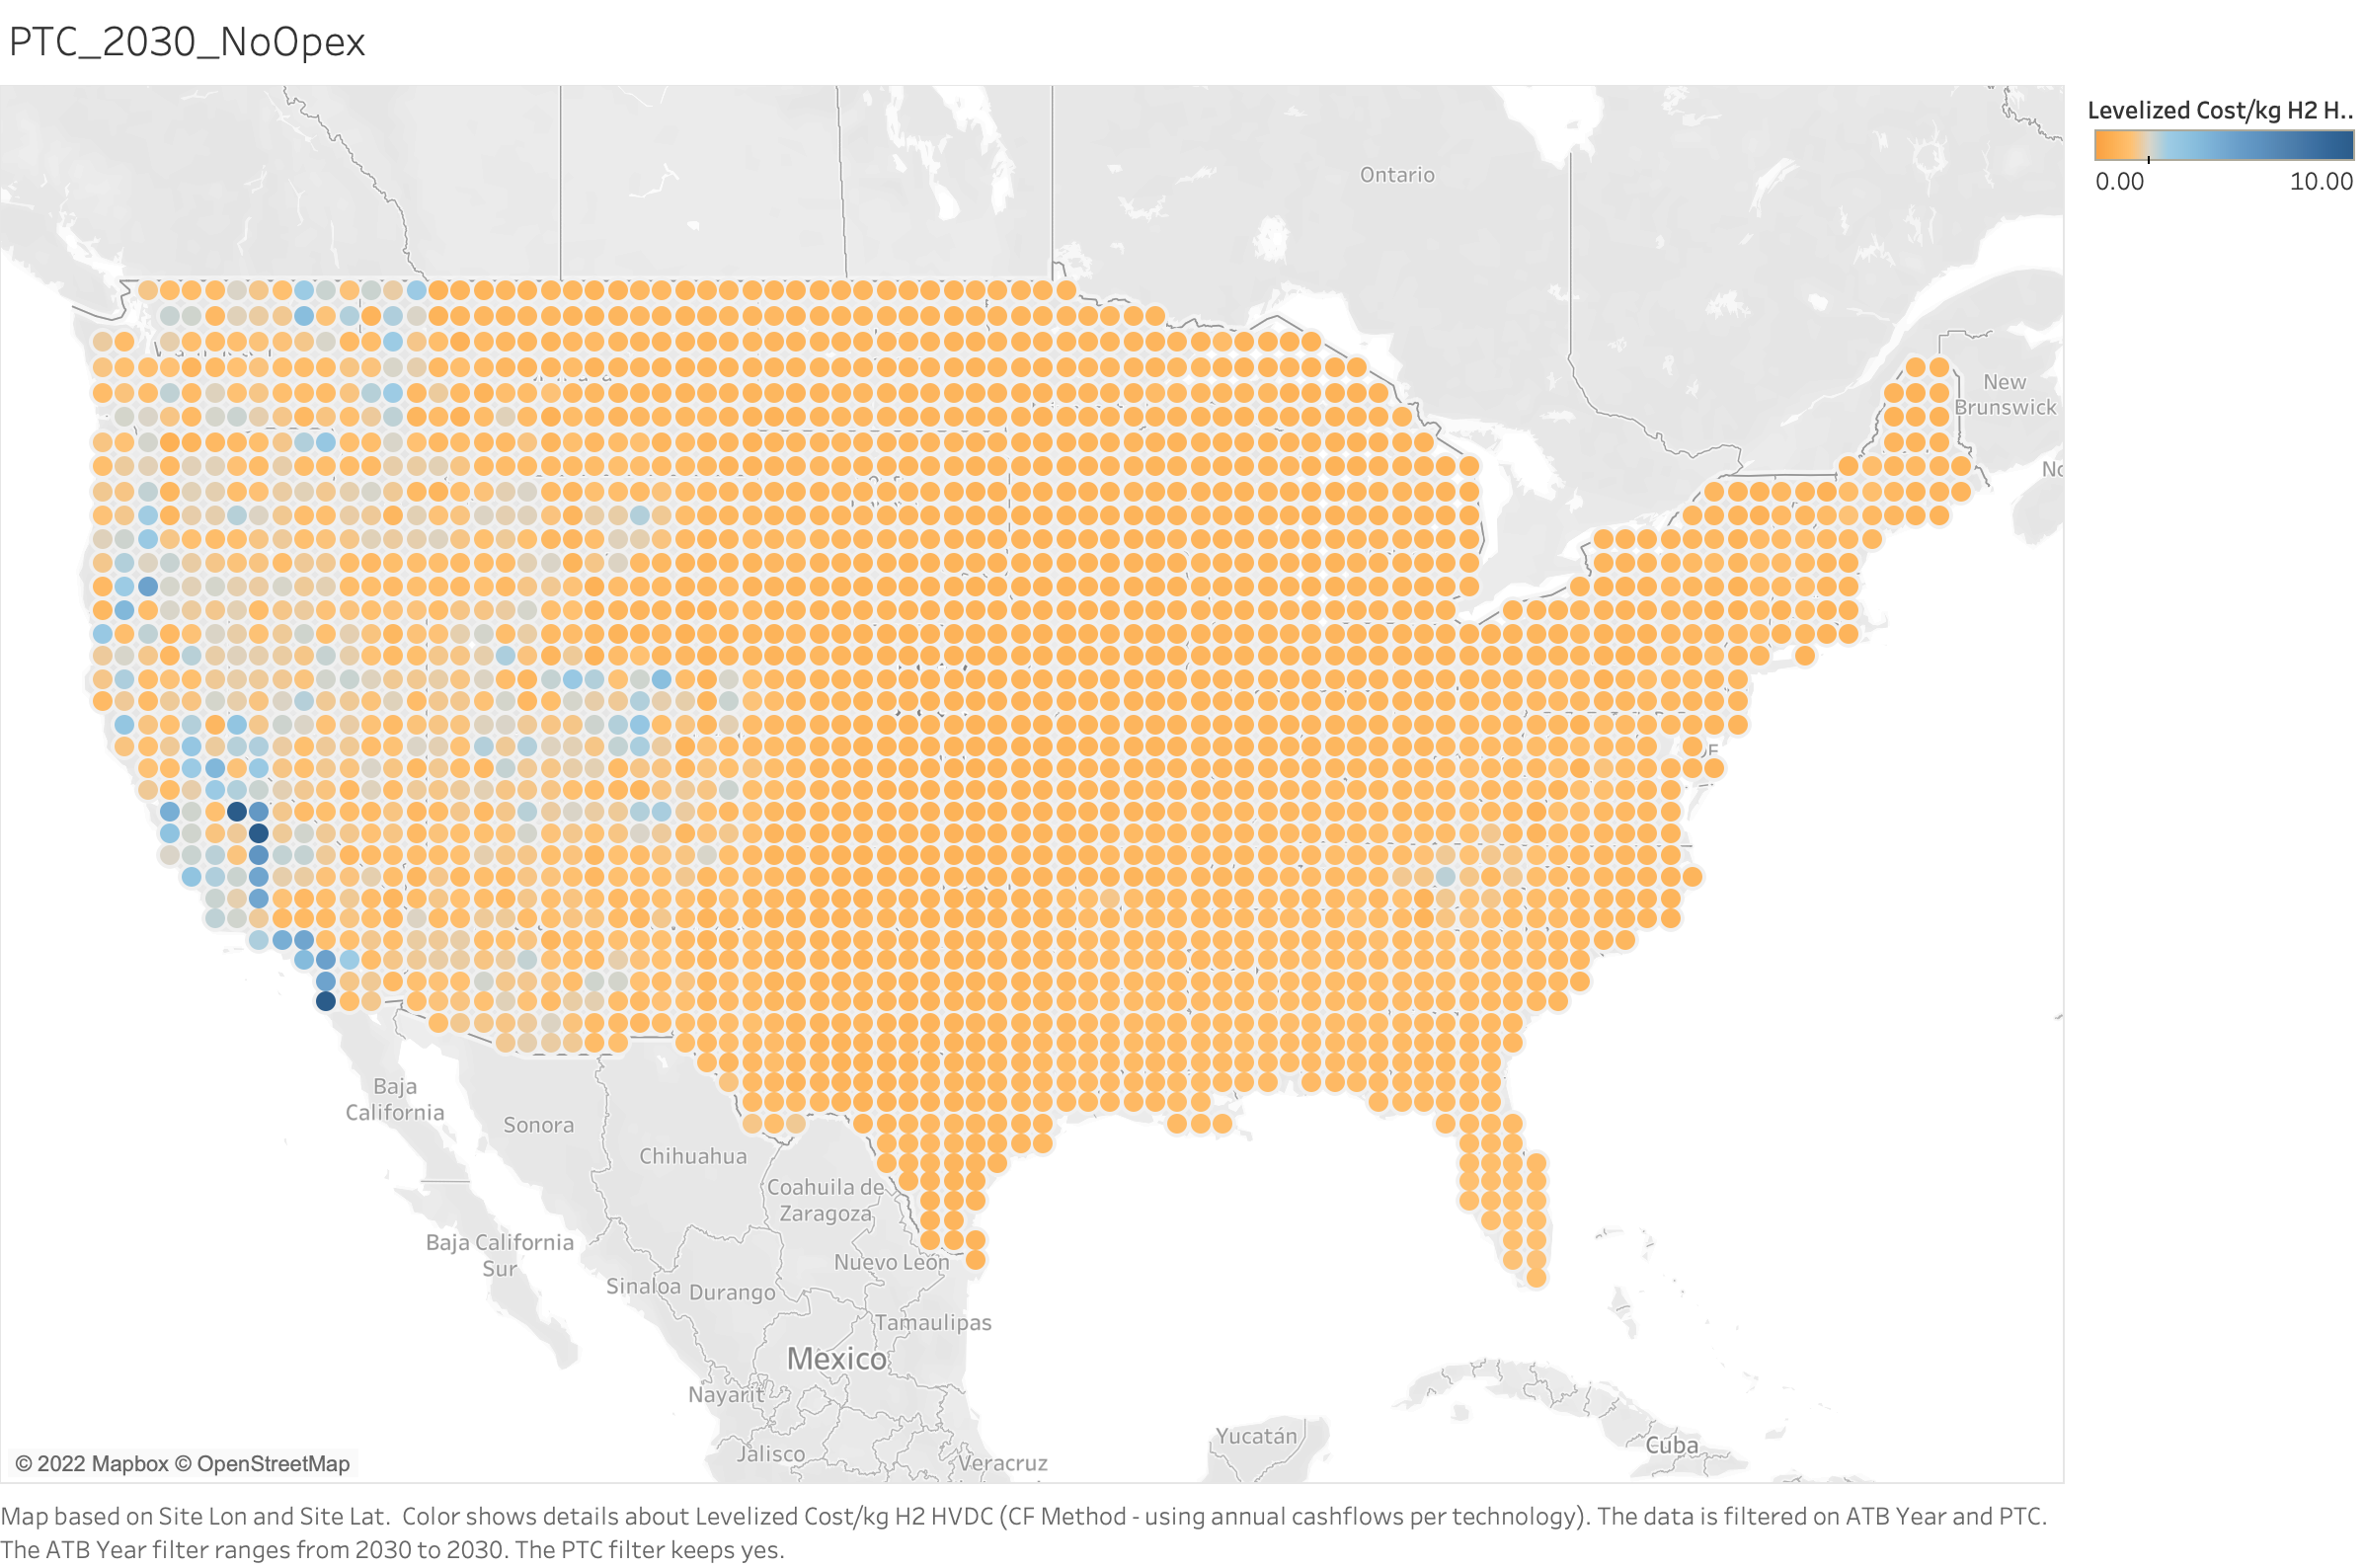 PTC_2030_NoOpex
Levelized Cost/kg H2 H..
0.00
10.00
Ontario
New
Brunswick
Baja
California
Sonora
Chihuahua
Coahuila de
Zaragoza
Baja California
Sur
Nuevo León
Sinaloa
Durango
Tamaulipas
Mexico
Nayarit
Yucatán
Cuba
Jalisco
Veracruz
© 2022 Mapbox © OpenStreetMap
Map based on Site Lon and Site Lat. Color shows details about Levelized Cost/kg H2 HVDC (CF Method - using annual cashflows per technology). The data is filtered on ATB Year and PTC.
The ATB Year filter ranges from 2030 to 2030. The PTC filter keeps yes.